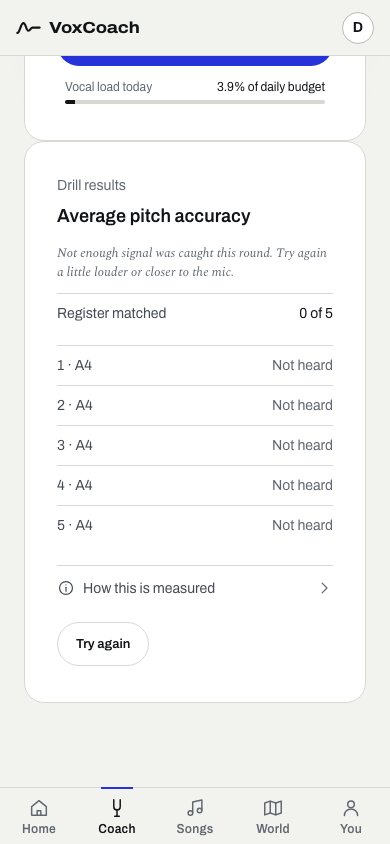 VoxCoach
D
Vocal load today
3.9% of daily budget
Drill results
Average pitch accuracy
Not enough signal was caught this round. Try again
a little louder or closer to the mic.
Register matched
0 of 5
1 · A4
Not heard
2 · A4
Not heard
3 · A4
Not heard
4 · A4
Not heard
5 · A4
Not heard
How this is measured
Try again
Home
Coach
Songs
World
You